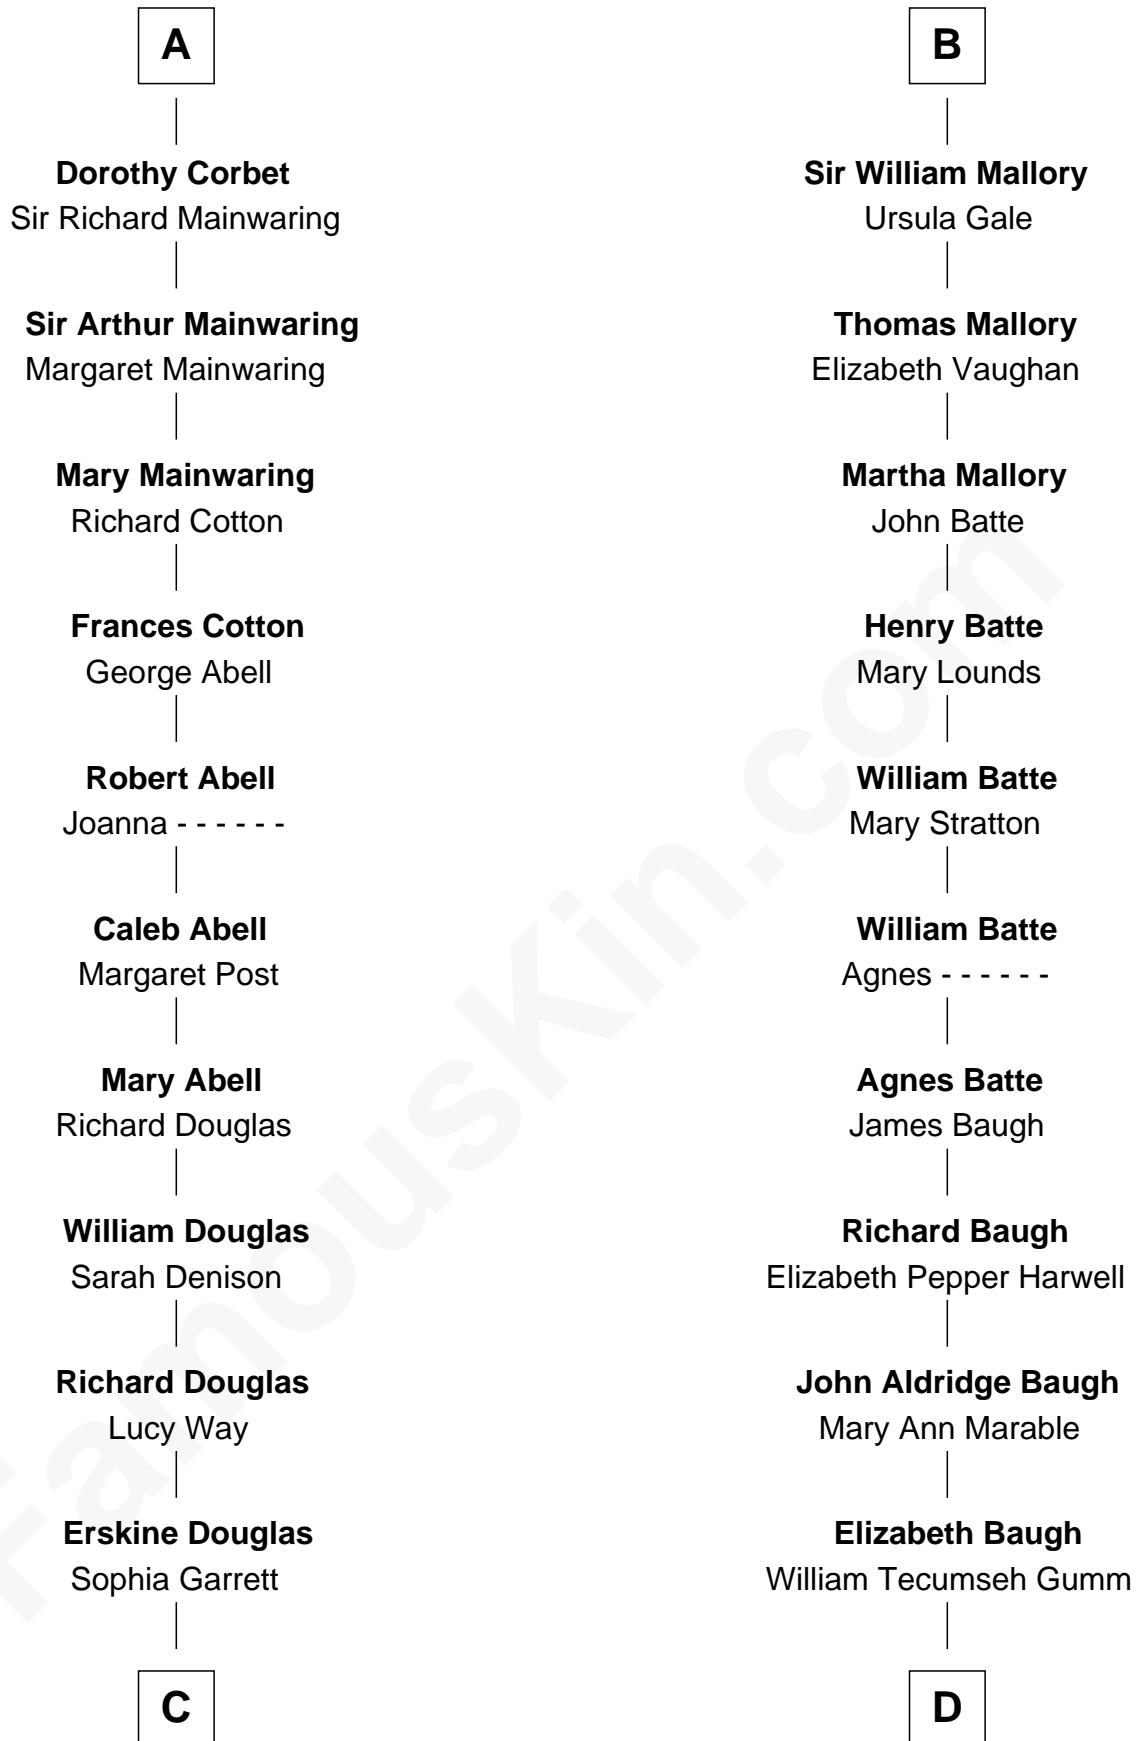 A
Dorothy Corbet
Sir Richard Mainwaring
Sir Arthur Mainwaring
Margaret Mainwaring
Mary Mainwaring
Richard Cotton
Frances Cotton
George Abell
Robert Abell
Joanna - - - - - -
Caleb Abell
Margaret Post
Mary Abell
Richard Douglas
William Douglas
Sarah Denison
Richard Douglas
Lucy Way
Erskine Douglas
Sophia Garrett
C
B
Sir William Mallory
Ursula Gale
Thomas Mallory
Elizabeth Vaughan
Martha Mallory
John Batte
Henry Batte
Mary Lounds
William Batte
Mary Stratton
William Batte
Agnes - - - - - -
Agnes Batte
James Baugh
Richard Baugh
Elizabeth Pepper Harwell
John Aldridge Baugh
Mary Ann Marable
Elizabeth Baugh
William Tecumseh Gumm
D
FamousKin.com